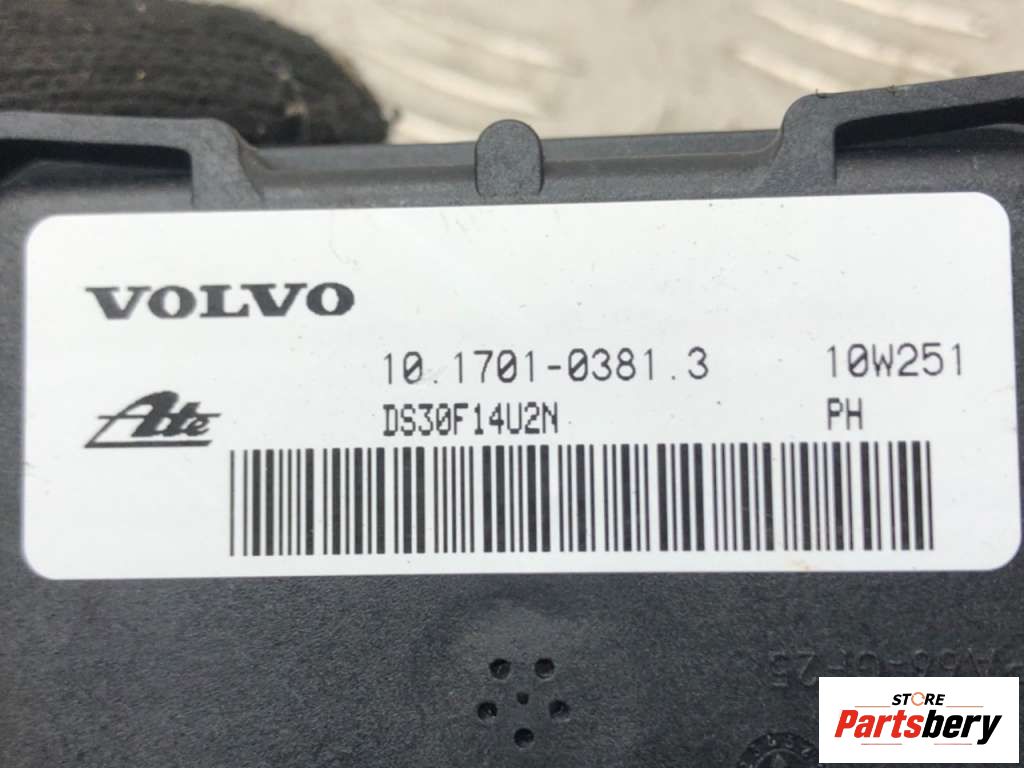 VOLVO
10.1701-0381.3 10W251
Ate DS30F14U2N PH
STORE
Partsbery